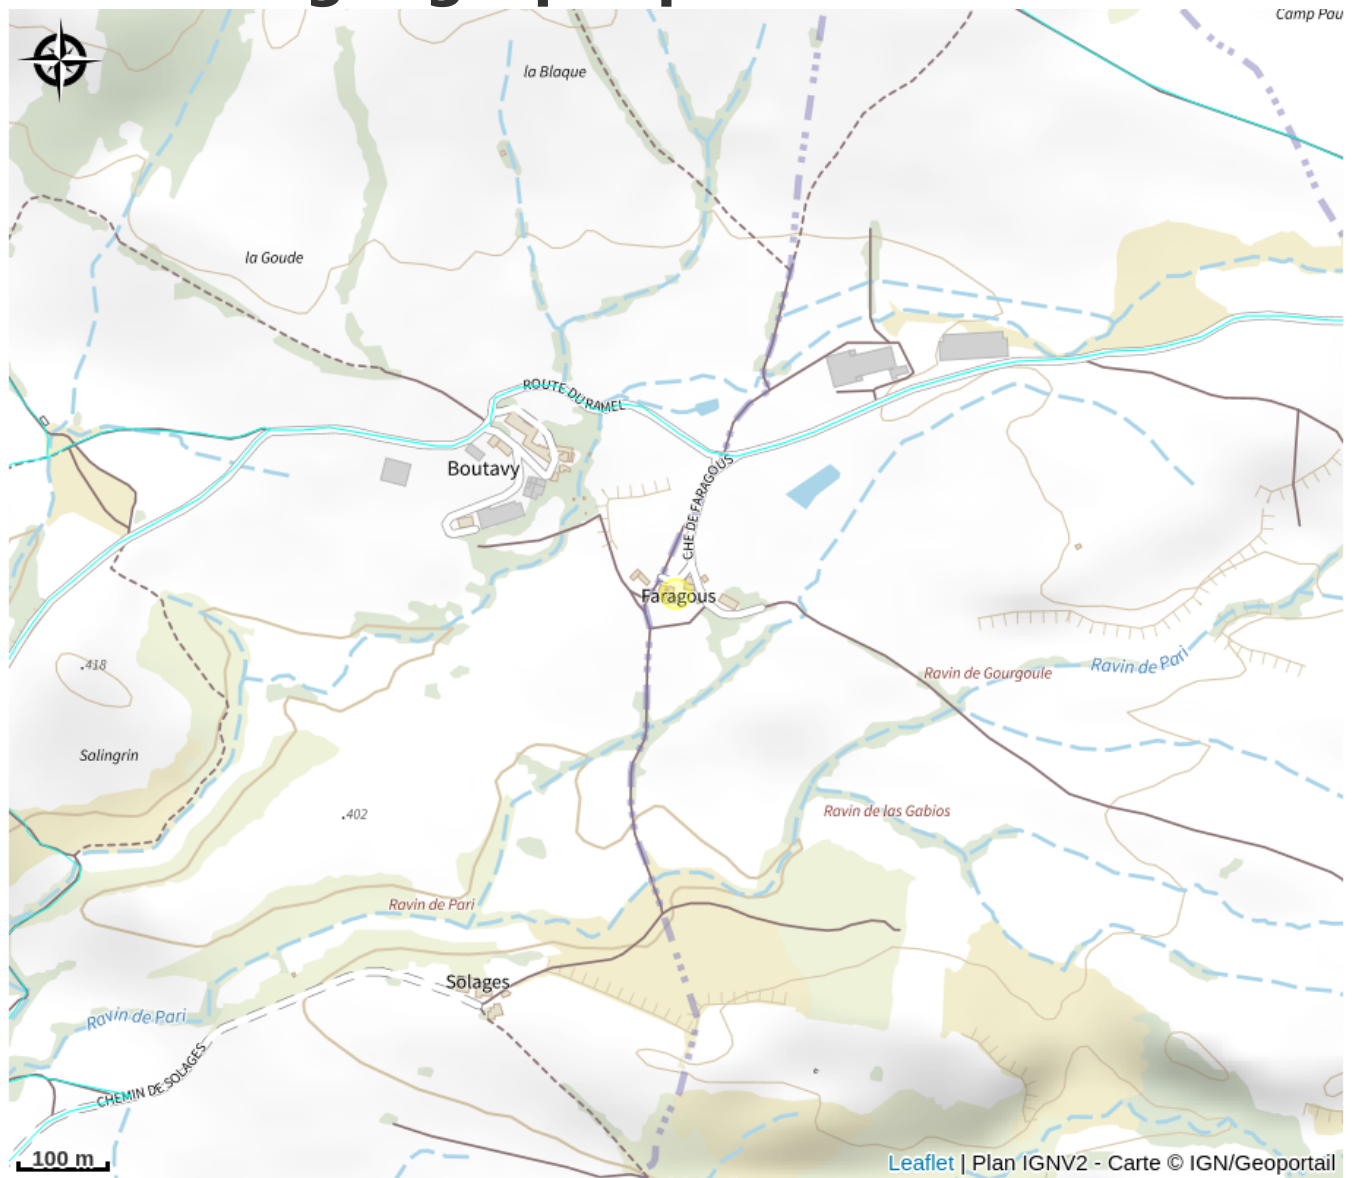 Camp Pau
la Blaque
la Goude
ROUTE DU RAMEL
Boutavy
CHE DE FARAGOUS
Faragous
.418
Ravin de Gourgoule
Ravin de Pari
Salingrin
.402
Ravin de las Gabios
Ravin de Pari
Solages
Ravin de Pari
CHEMIN DE SOLAGES
100 m
Leaflet | Plan IGNV2 - Carte © IGN/Geoportail